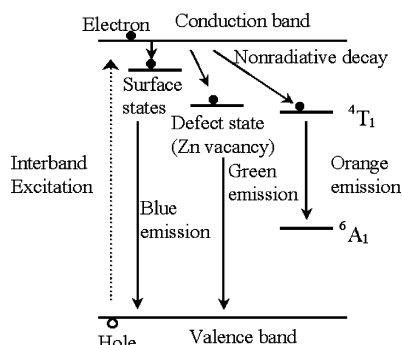 Electron
Conduction band
Nonradiative decay
Surface
states
Defect state
(Zn vacancy)
⁴T₁
Interband
Excitation
Blue
emission
Green
emission
Orange
emission
⁶A₁
Hole
Valence band